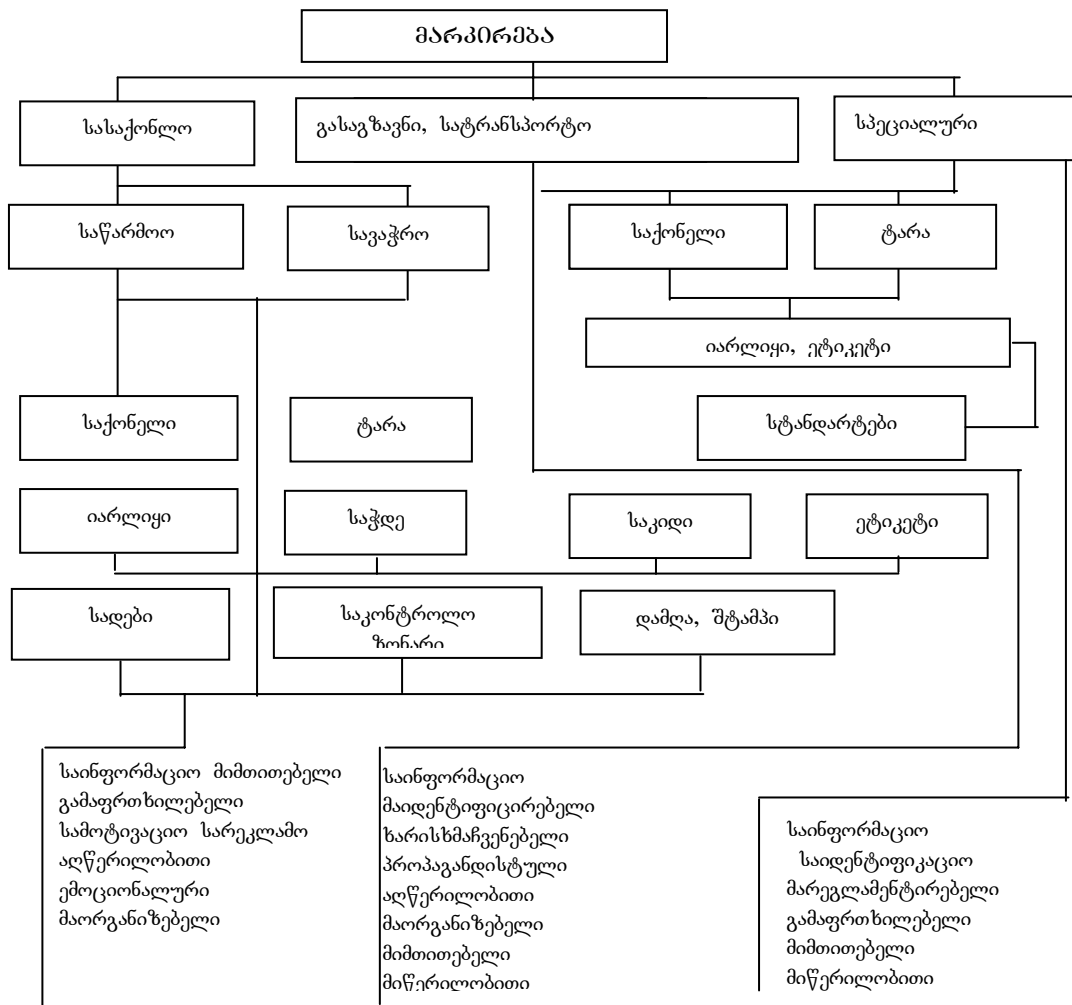 მარკირება
სასაქონლო
გასაგზავნი, სატრანსპორტო
სპეციალური
საწარმოო
სავაჭრო
საქონელი
ტარა
იარლიყი, ეტიკეტი
საქონელი
ტარა
სტანდარტები
იარლიყი
საჭდე
საკიდი
ეტიკეტი
სადები
საკონტროლო
ზონარი
დამღა, შტამპი
საინფორმაციო მიმთითებელი
გამაფრთხილებელი
სამოტივაციო სარეკლამო
აღწერილობითი
ემოციონალური
მაორგანიზებელი
საინფორმაციო
მაიდენტიფიცირებელი
ხარისხმაჩვენებელი
პროპაგანდისტული
აღწერილობითი
მაორგანიზებელი
მიმთითებელი
მიწერილობითი
საინფორმაციო
საიდენტიფიკაციო
მარეგლამენტირებელი
გამაფრთხილებელი
მიმთითებელი
მიწერილობითი